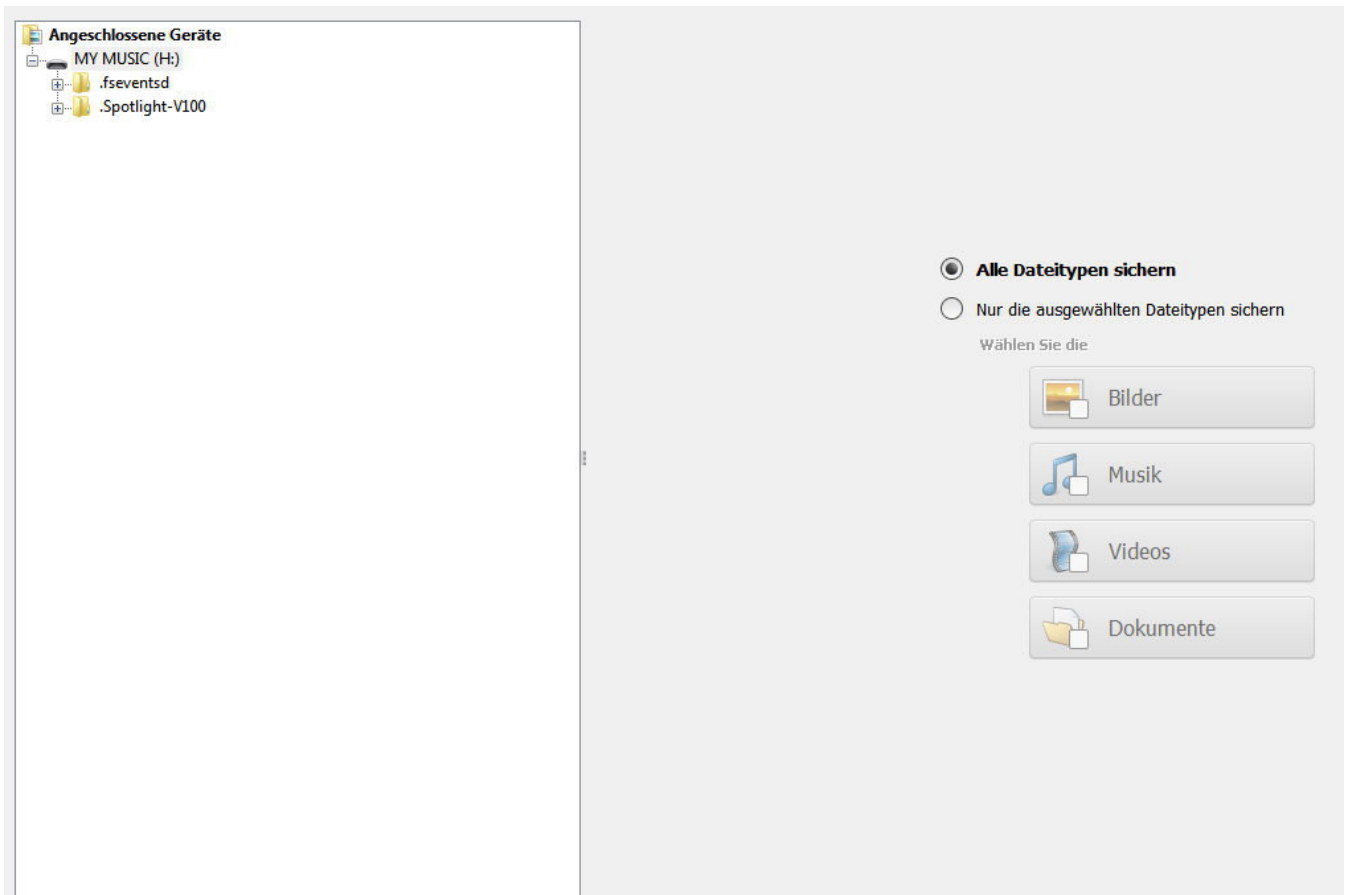 Angeschlossene Geräte
MY MUSIC (H:)
.fseventsd
.Spotlight-V100
Alle Dateitypen sichern
Nur die ausgewählten Dateitypen sichern
Wählen Sie die
Bilder
Musik
Videos
Dokumente